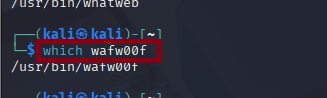 /usr/bin/whatweb
┌──(kali㉿kali)-[~]
└─$ which wafw00f
/usr/bin/wafw00f